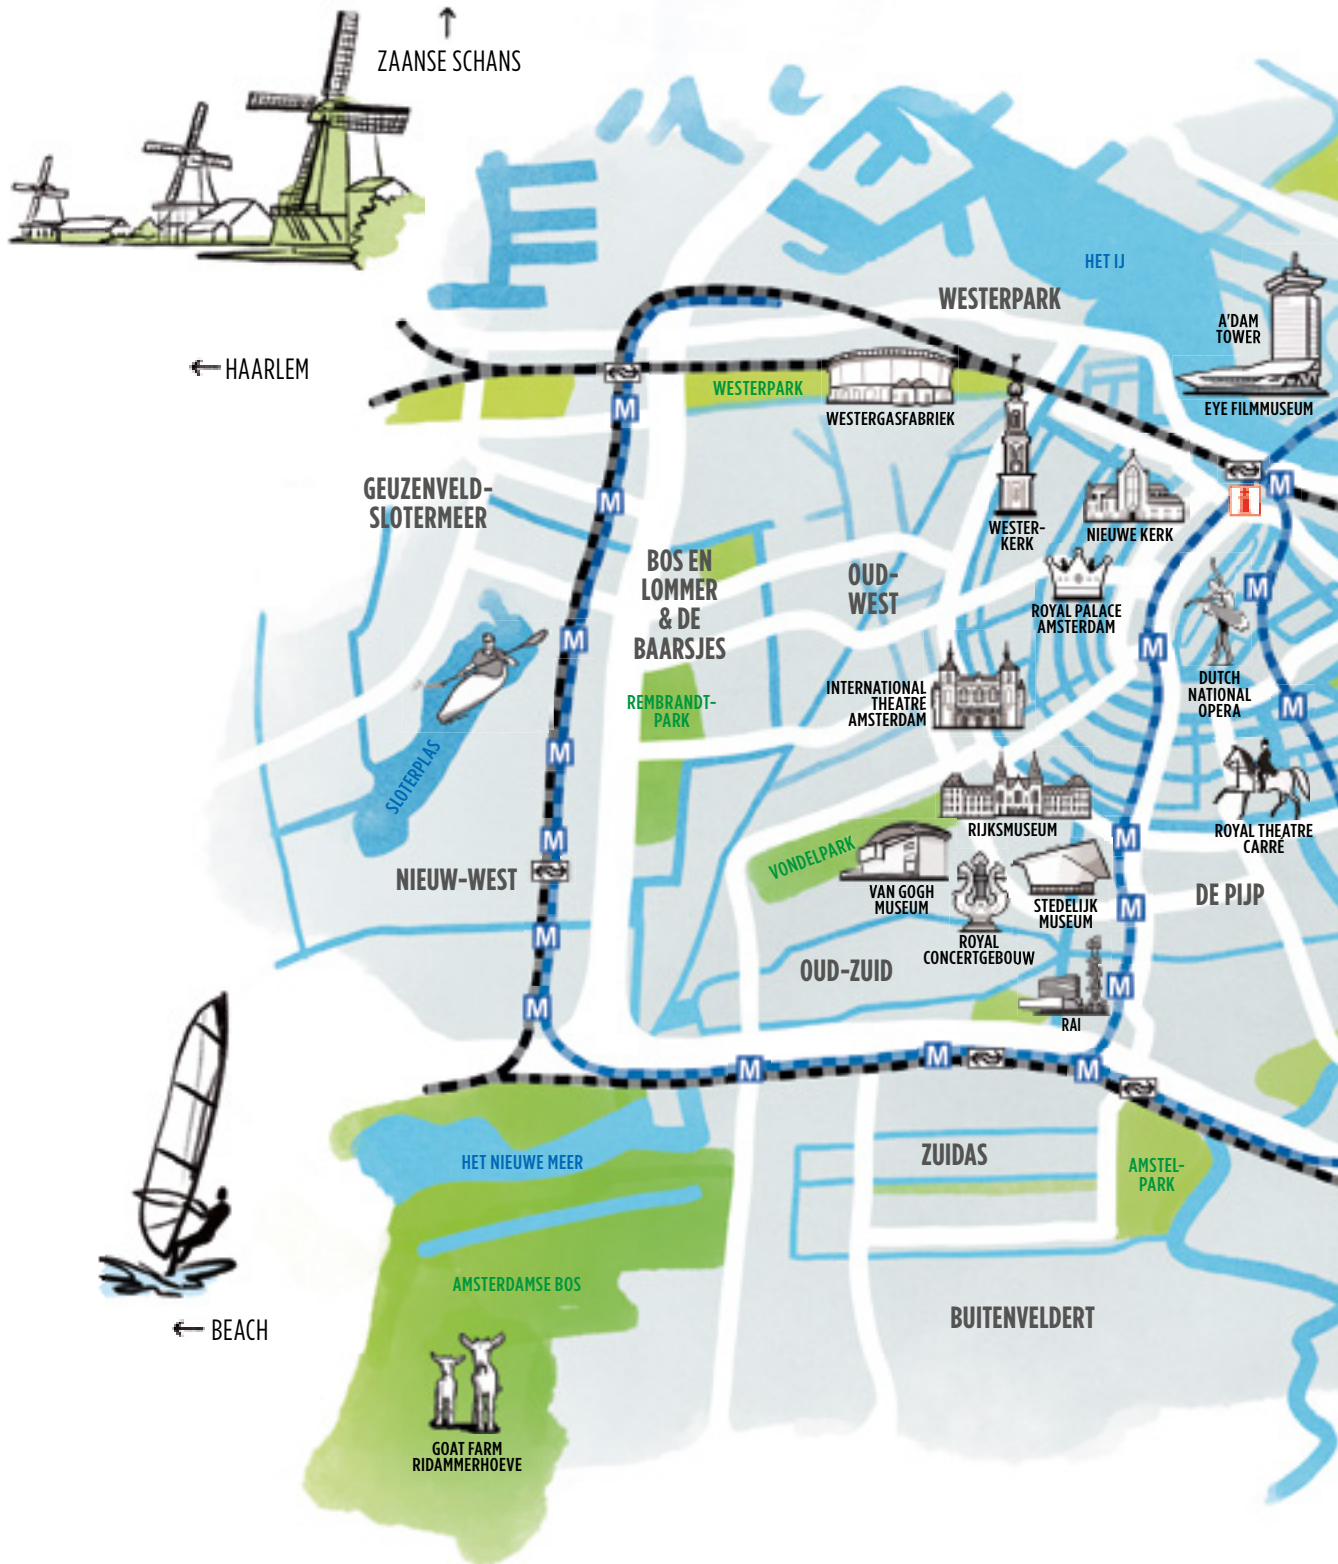 ZAANSE SCHANS
HET IJ
WESTERPARK
A'DAM
TOWER
HAARLEM
WESTERPARK
EYE FILMMUSEUM
WESTERGASFABRIEK
M
GEUZENVELD-
SLOTERMEER
M
M
WESTER-
KERK
NIEUWE KERK
BOS EN
LOMMER
& DE
BAARSJES
OUD-
WEST
M
ROYAL PALACE
AMSTERDAM
M
M
DUTCH
NATIONAL
OPERA
INTERNATIONAL
THEATRE
AMSTERDAM
REMBRANDT-
PARK
M
M
SLOTERPLAS
RIJKSMUSEUM
ROYAL THEATRE
CARRÉ
M
M
VONDELPARK
NIEUW-WEST
VAN GOGH
MUSEUM
STEDELIJK
MUSEUM
DE PIJP
M
M
ROYAL
CONCERTGEBOUW
OUD-ZUID
M
M
RAI
M
M
M
ZUIDAS
HET NIEUWE MEER
AMSTEL-
PARK
AMSTERDAMSE BOS
BUITENVELDERT
BEACH
GOAT FARM
RIDAMMERHOEVE